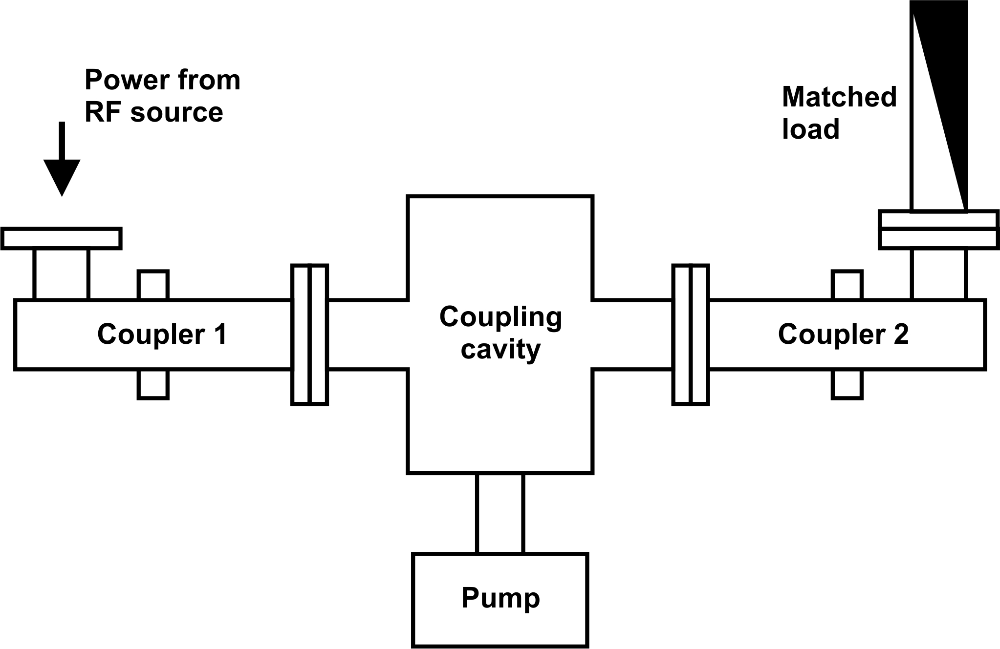 Power from
RF source
Matched
load
Coupler 1
Coupling
cavity
Coupler 2
Pump